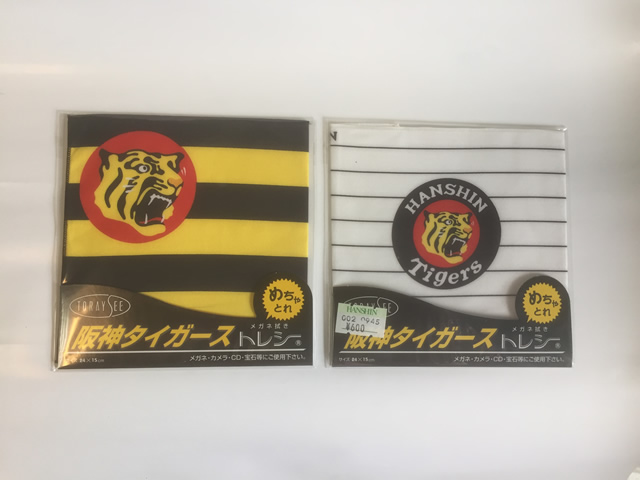 TORAYSEE
めちゃ
とれ
阪神タイガース
メガネ拭き
トレシー®
メガネ・カメラ・CD・宝石等にご使用下さい。
HANSHIN
Tigers
めちゃ
とれ
HANSHIN
002 0945
¥600
阪神タイガース
メガネ拭き
トレシー®
メガネ・カメラ・CD・宝石等にご使用下さい。